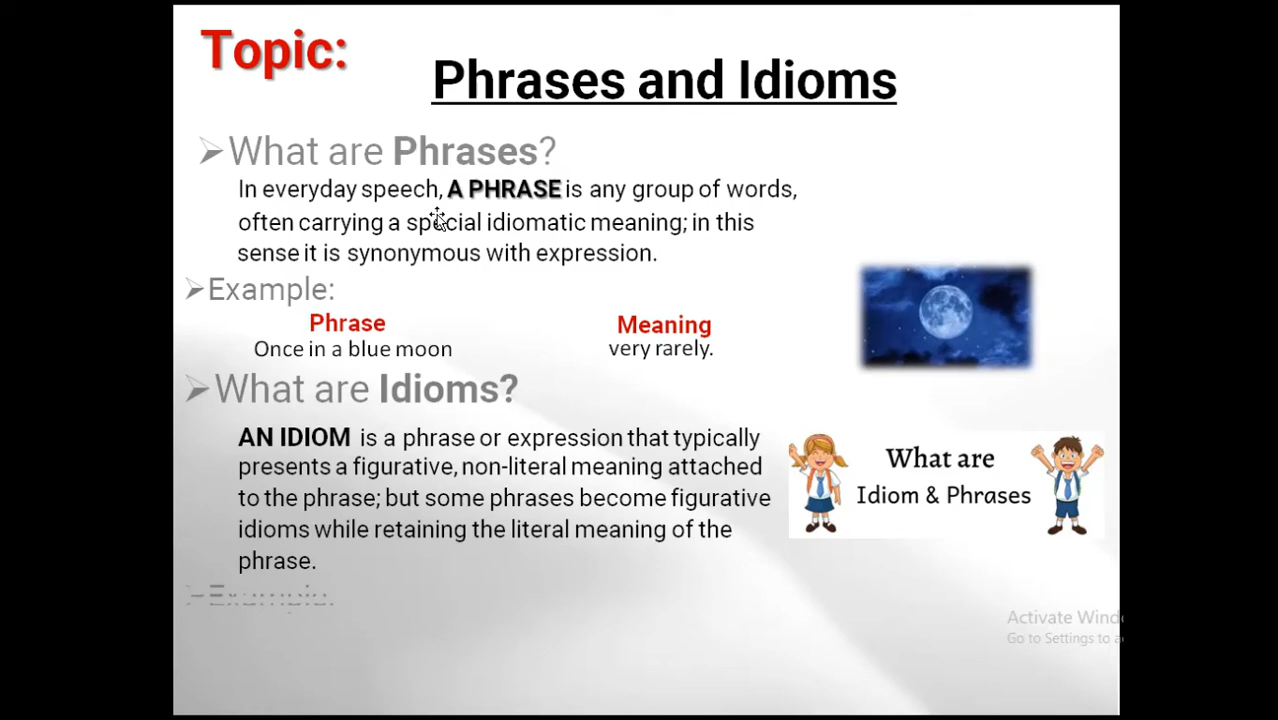 Topic:
Phrases and Idioms
What are Phrases?
In everyday speech, A PHRASE is any group of words,
often carrying a special idiomatic meaning; in this
sense it is synonymous with expression.
Example:
Phrase Meaning
Once in a blue moon very rarely.
What are Idioms?
AN IDIOM is a phrase or expression that typically
presents a figurative, non-literal meaning attached
to the phrase; but some phrases become figurative
idioms while retaining the literal meaning of the
phrase.
What are
Idiom & Phrases
Example:
Activate Wind
Go to Settings to a